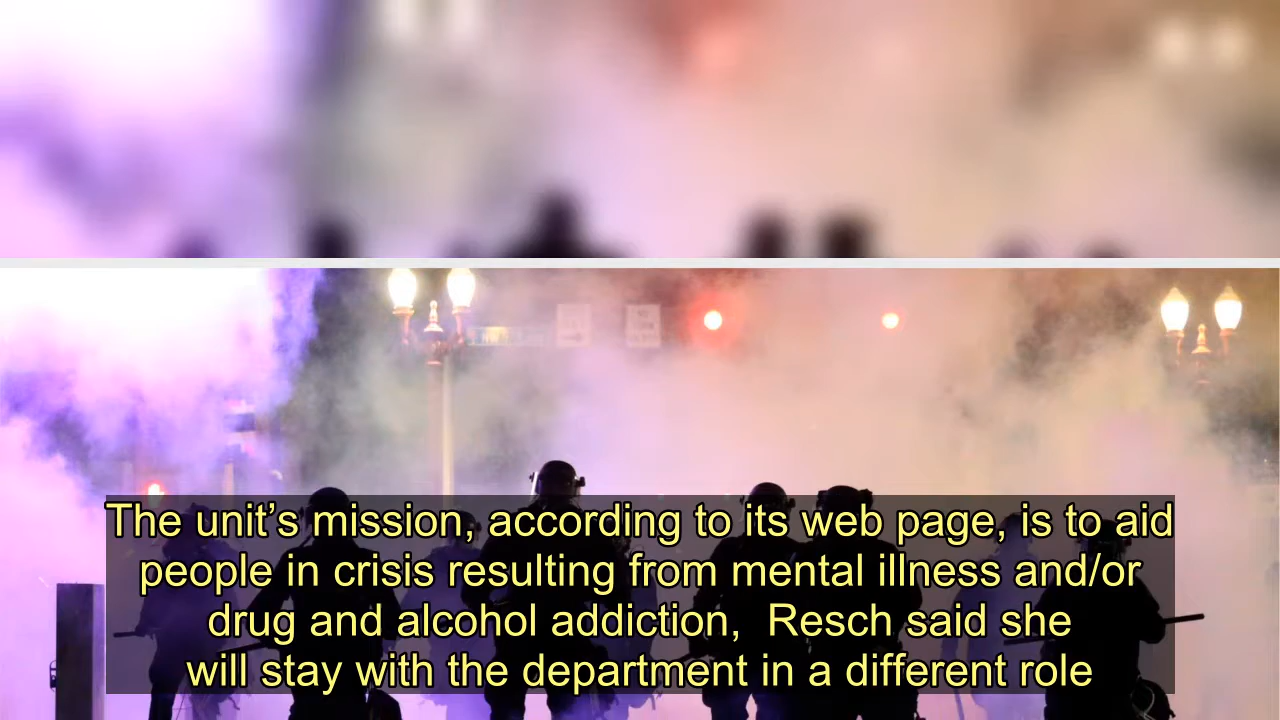 The unit’s mission, according to its web page, is to aid
people in crisis resulting from mental illness and/or
drug and alcohol addiction,  Resch said she
will stay with the department in a different role